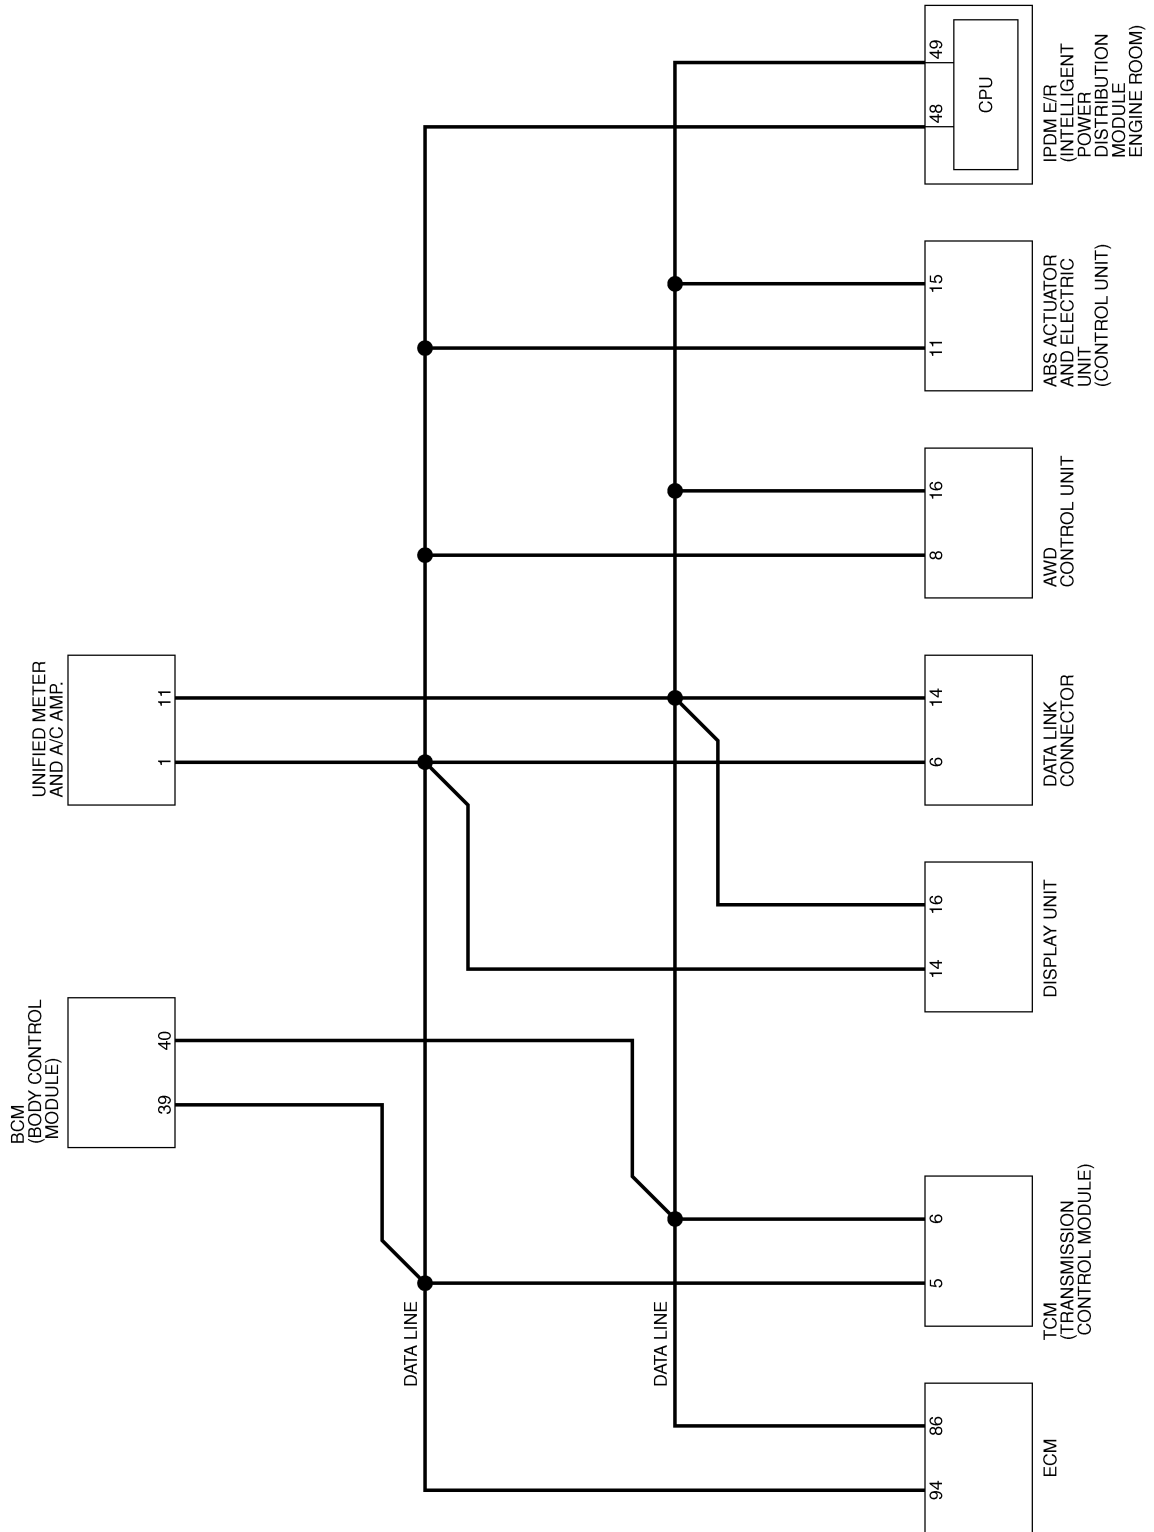 BCM
(BODY CONTROL
MODULE)
39
40
UNIFIED METER
AND A/C AMP.
1
11
DATA LINE
DATA LINE
94
86
ECM
5
6
TCM
(TRANSMISSION
CONTROL MODULE)
14
16
DISPLAY UNIT
6
14
DATA LINK
CONNECTOR
8
16
AWD
CONTROL UNIT
11
15
ABS ACTUATOR
AND ELECTRIC
UNIT
(CONTROL UNIT)
48
49
CPU
IPDM E/R
(INTELLIGENT
POWER
DISTRIBUTION
MODULE
ENGINE ROOM)